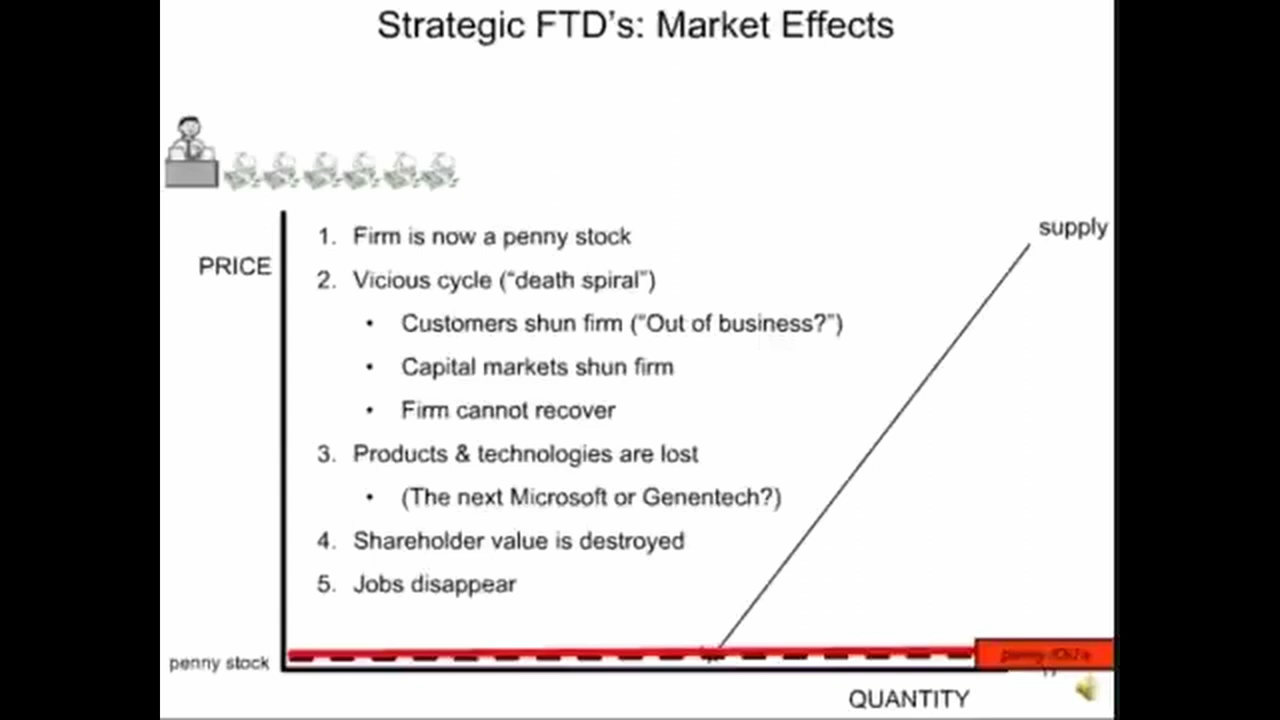 Strategic FTD's: Market Effects
supply
PRICE
1. Firm is now a penny stock
2. Vicious cycle ("death spiral")
• Customers shun firm ("Out of business?")
• Capital markets shun firm
• Firm cannot recover
3. Products & technologies are lost
• (The next Microsoft or Genentech?)
4. Shareholder value is destroyed
5. Jobs disappear
penny stock
QUANTITY